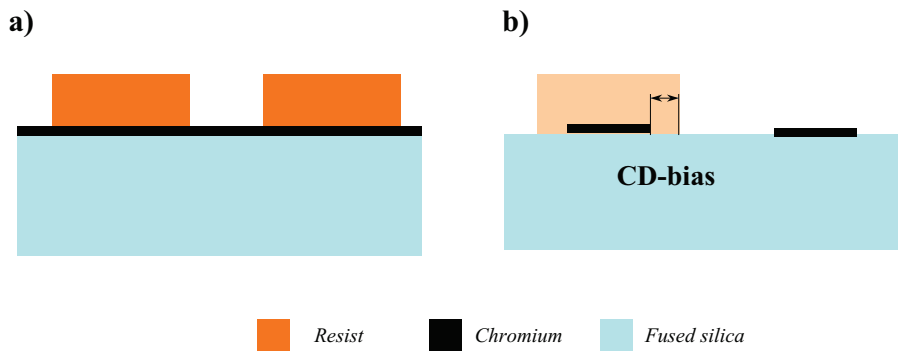 a)
b)
CD-bias
Resist
Chromium
Fused silica